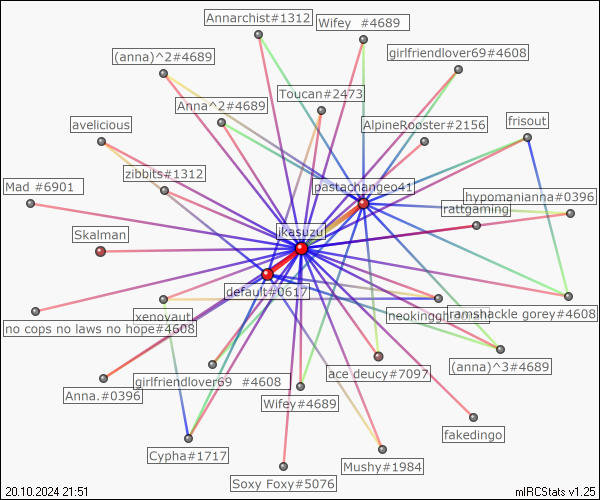 Annarchist#1312
Wifey #4689
(anna)^2#4689
girlfriendlover69#4608
Toucan#2473
Anna^2#4689
avelicious
AlpineRooster#2156
frisout
zibbits#1312
Mad #6901
pastachangeo41
hypomanianna#0396
rattgaming
Skalman
ikasuzu
default#0617
xenovaut
ramshackle gorey#4608
no cops no laws no hope#4608
(anna)^3#4689
ace deucy#7097
girlfriendlover69 #4608
Anna.#0396
Wifey#4689
fakedingo
Cypha#1717
Mushy#1984
Soxy Foxy#5076
20.10.2024 21:51
mIRCStats v1.25